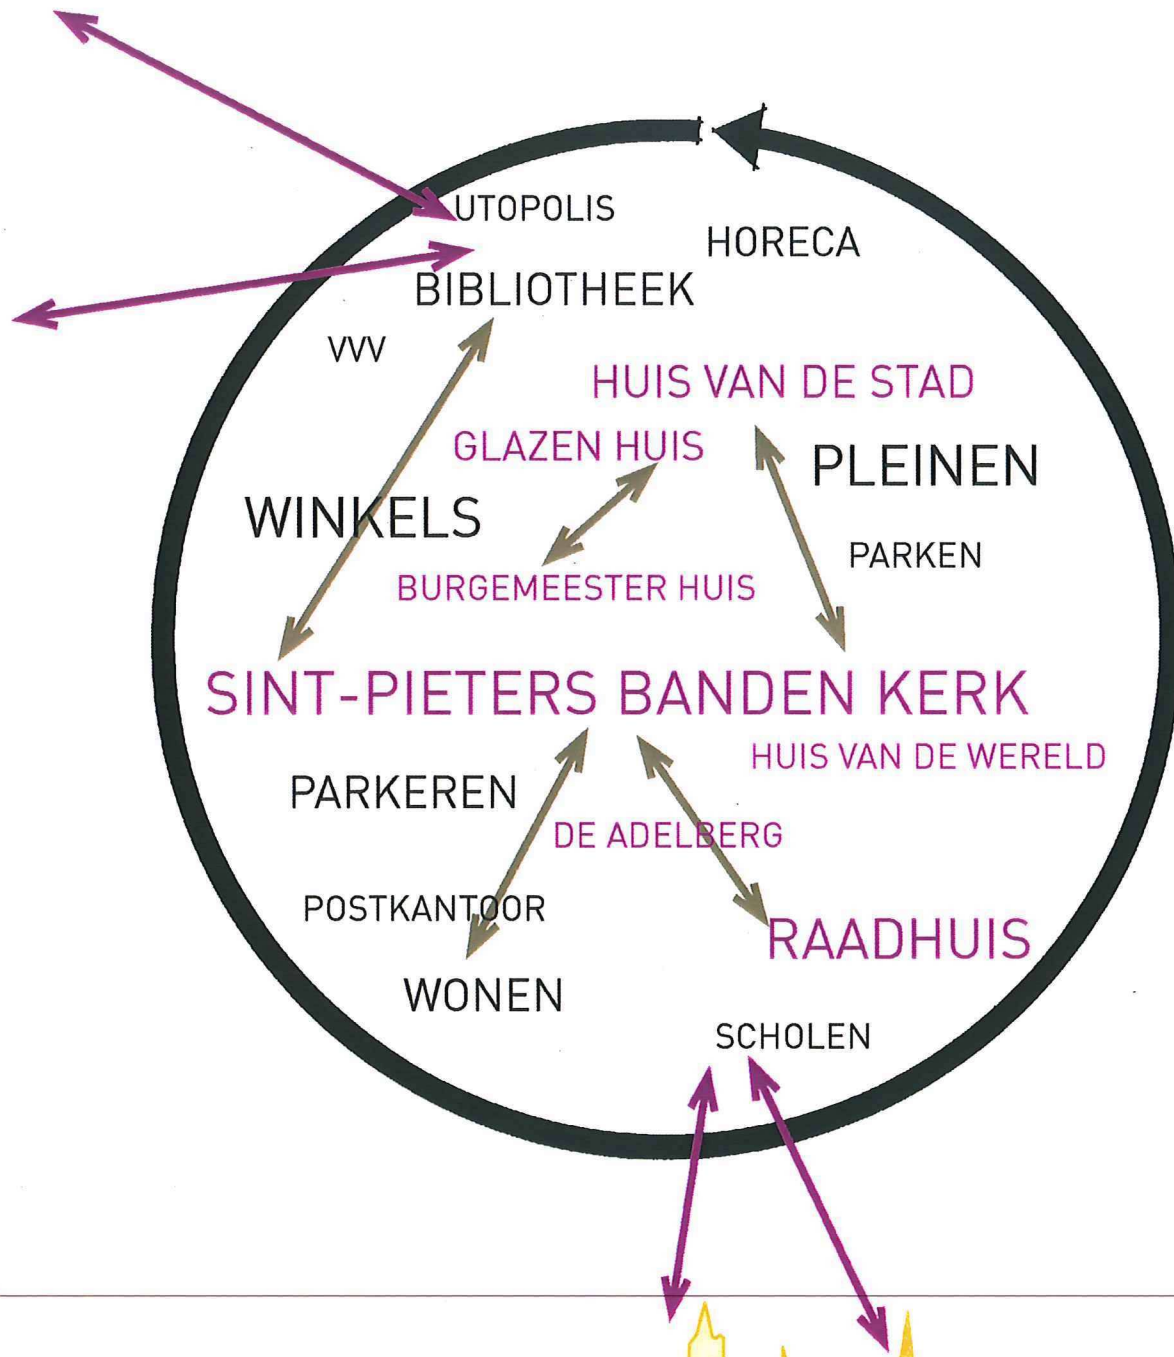 UTOPOLIS
HORECA
BIBLIOTHEEK
VVV
HUIS VAN DE STAD
GLAZEN HUIS
PLEINEN
WINKELS
PARKEN
BURGEMEESTER HUIS
SINT-PIETERS BANDEN KERK
HUIS VAN DE WERELD
PARKEREN
DE ADELBERG
POSTKANTOOR
RAADHUIS
WONEN
SCHOLEN